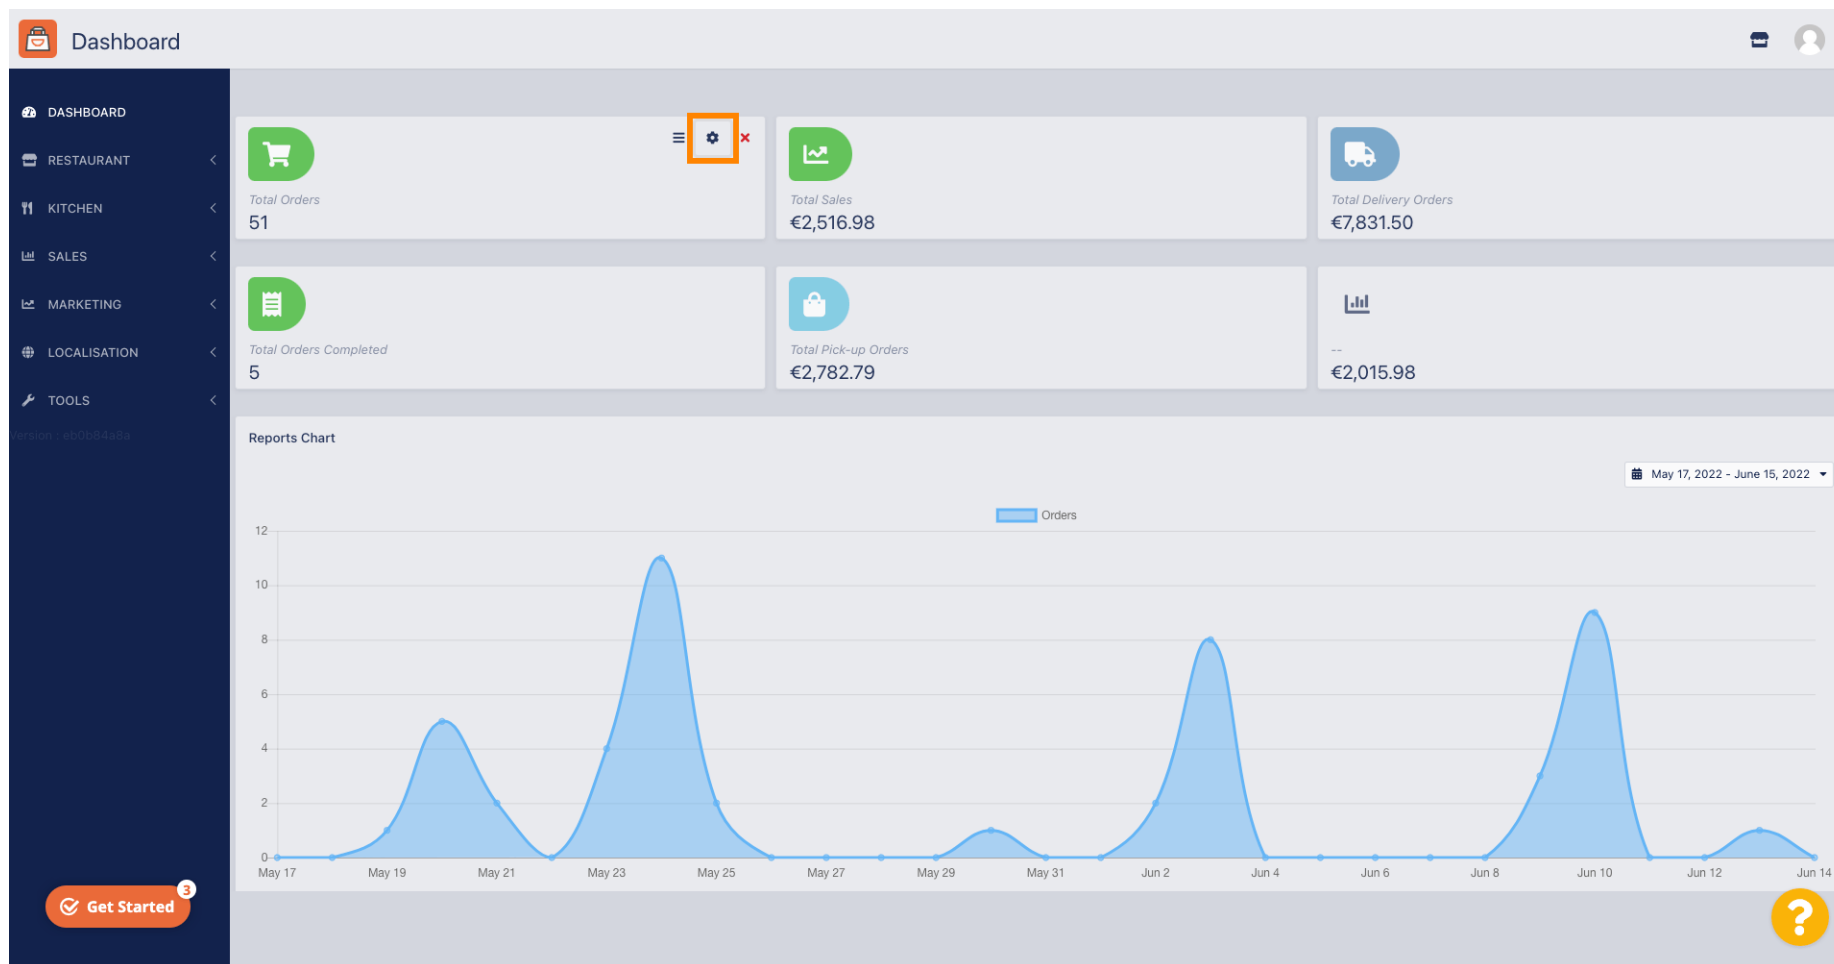 Dashboard
DASHBOARD
RESTAURANT
KITCHEN
SALES
MARKETING
LOCALISATION
TOOLS
Version : eb0b84a8a
Get Started
3
Total Orders
51
Total Sales
€2,516.98
Total Delivery Orders
€7,831.50
Total Orders Completed
5
Total Pick-up Orders
€2,782.79
--
€2,015.98
Reports Chart
May 17, 2022 - June 15, 2022
Orders
12
10
8
6
4
2
0
May 17 May 19 May 21 May 23 May 25 May 27 May 29 May 31 Jun 2 Jun 4 Jun 6 Jun 8 Jun 10 Jun 12 Jun 14
?